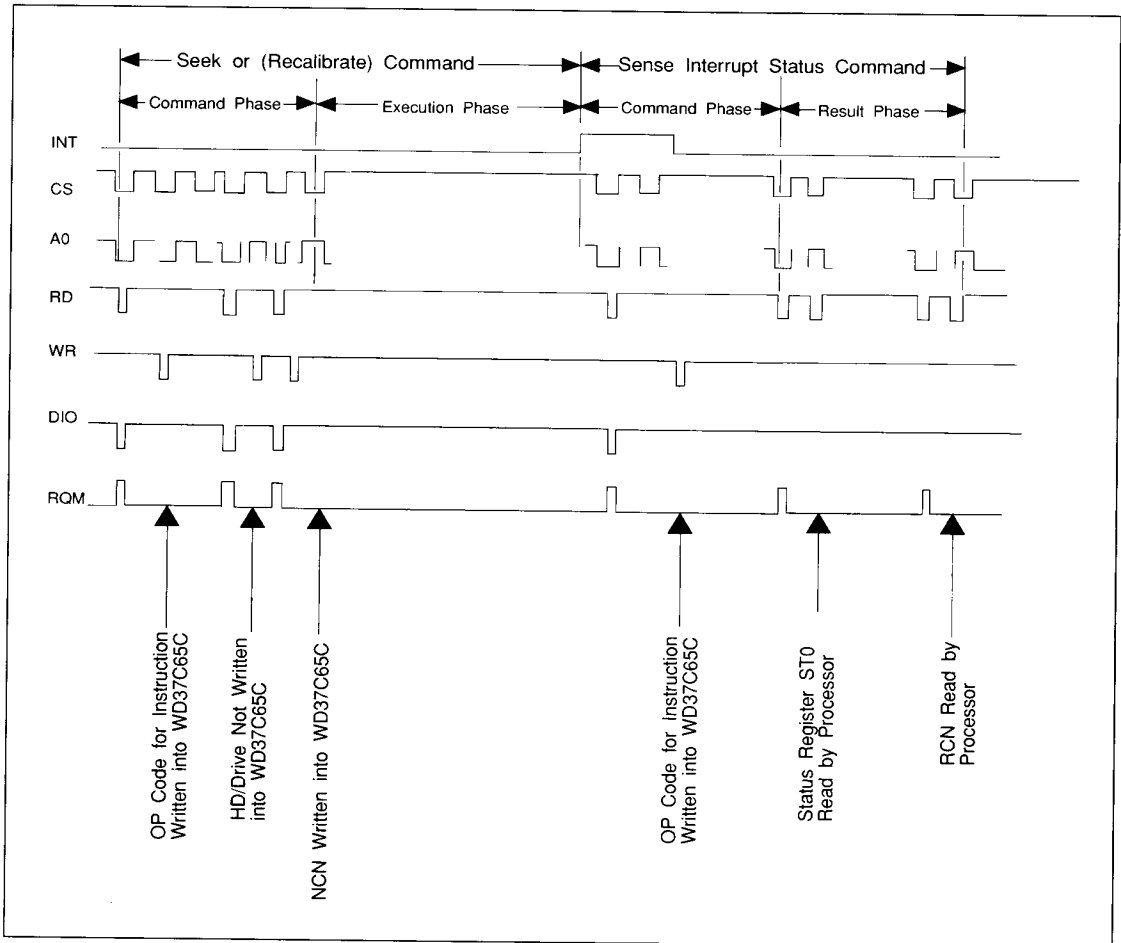 Seek or (Recalibrate) Command
Sense Interrupt Status Command
Command Phase
Execution Phase
Command Phase
Result Phase
INT
CS
A0
RD
WR
DIO
RQM
OP Code for Instruction
Written into WD37C65C
HD/Drive Not Written
into WD37C65C
NCN Written into WD37C65C
OP Code for Instruction
Written into WD37C65C
Status Register ST0
Read by Processor
RCN Read by
Processor